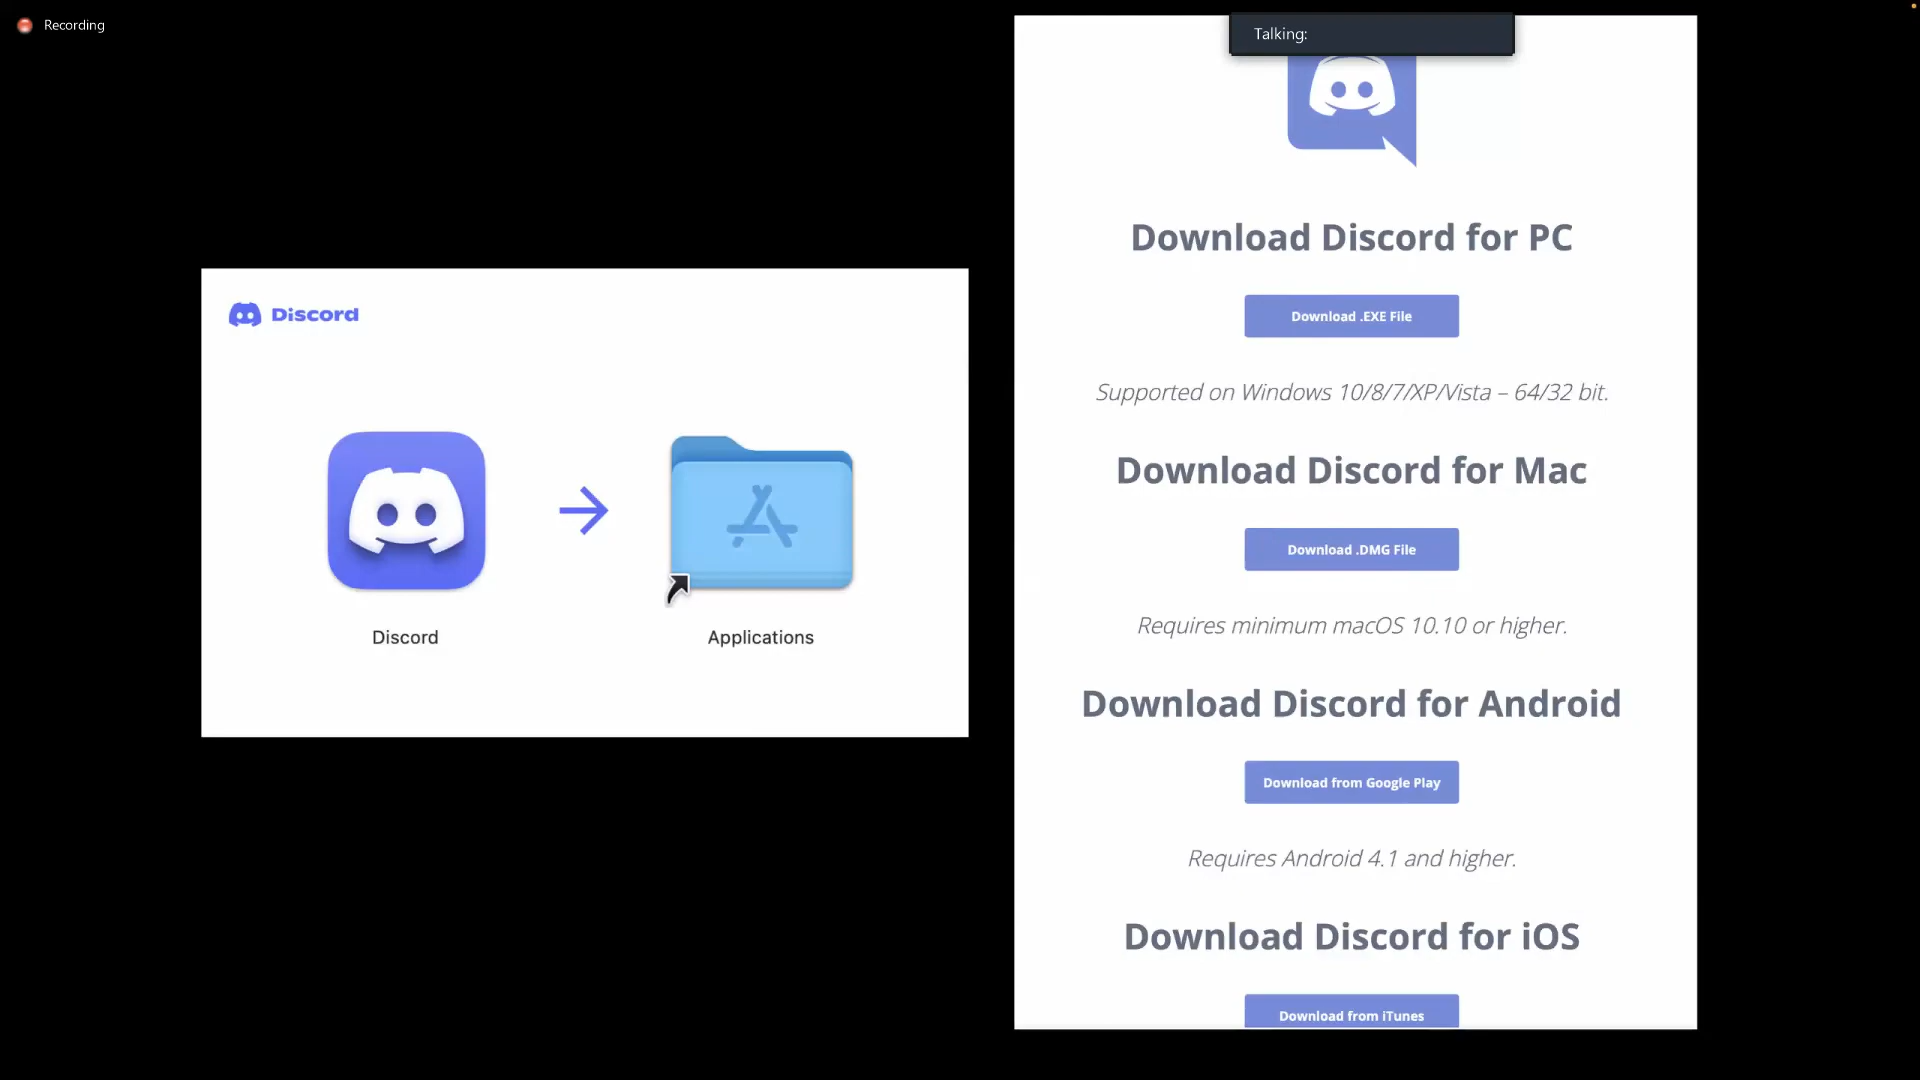 Recording
Talking:
Discord
Discord
Applications
Download Discord for PC
Download .EXE File
Supported on Windows 10/8/7/XP/Vista – 64/32 bit.
Download Discord for Mac
Download .DMG File
Requires minimum macOS 10.10 or higher.
Download Discord for Android
Download from Google Play
Requires Android 4.1 and higher.
Download Discord for iOS
Download from iTunes